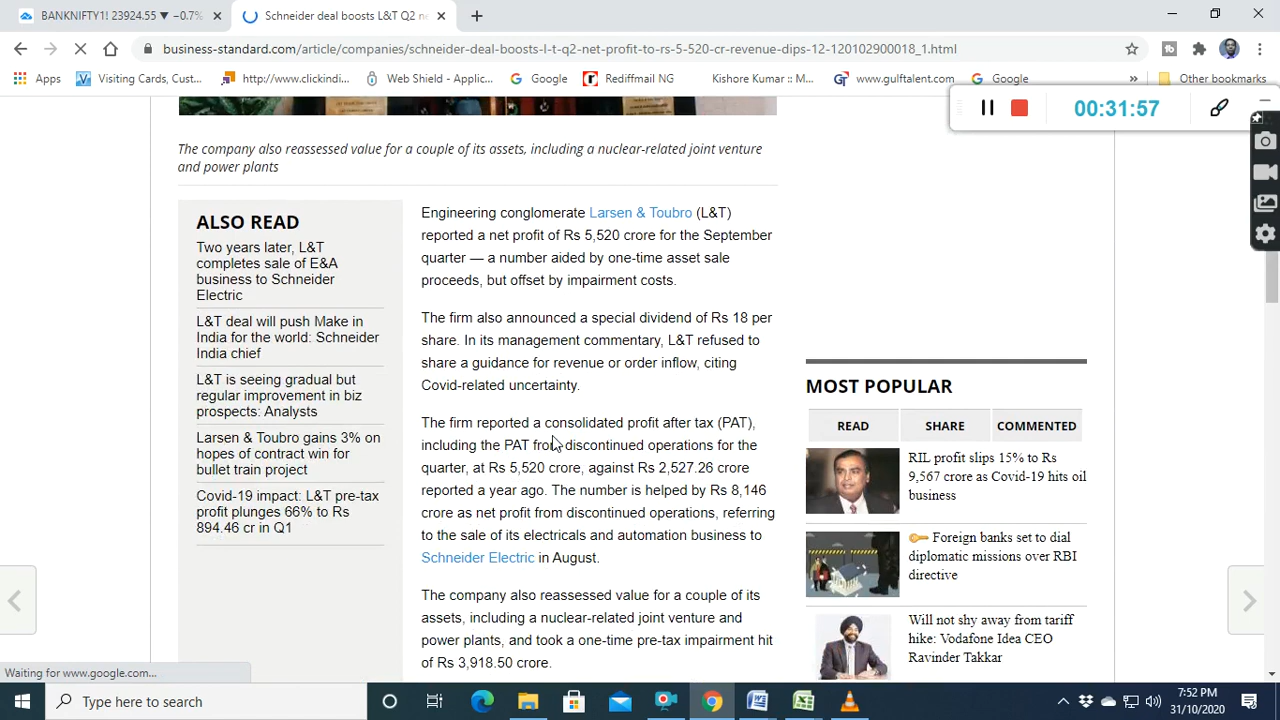 BANKNIFTY1! 23924.55 ▼ −0.7%
Schneider deal boosts L&T Q2 ne
business-standard.com/article/companies/schneider-deal-boosts-l-t-q2-net-profit-to-rs-5-520-cr-revenue-dips-12-120102900018_1.html
Apps
Visiting Cards, Cust...
http://www.clickindi...
Web Shield - Applic...
Google
Rediffmail NG
Kishore Kumar :: M...
www.gulftalent.com
Google
»
Other bookmarks
00:31:57
The company also reassessed value for a couple of its assets, including a nuclear-related joint venture
and power plants
ALSO READ
Two years later, L&T
completes sale of E&A
business to Schneider
Electric
L&T deal will push Make in
India for the world: Schneider
India chief
L&T is seeing gradual but
regular improvement in biz
prospects: Analysts
Larsen & Toubro gains 3% on
hopes of contract win for
bullet train project
Covid-19 impact: L&T pre-tax
profit plunges 66% to Rs
894.46 cr in Q1
Engineering conglomerate Larsen & Toubro (L&T)
reported a net profit of Rs 5,520 crore for the September
quarter — a number aided by one-time asset sale
proceeds, but offset by impairment costs.
The firm also announced a special dividend of Rs 18 per
share. In its management commentary, L&T refused to
share a guidance for revenue or order inflow, citing
Covid-related uncertainty.
The firm reported a consolidated profit after tax (PAT),
including the PAT from discontinued operations for the
quarter, at Rs 5,520 crore, against Rs 2,527.26 crore
reported a year ago. The number is helped by Rs 8,146
crore as net profit from discontinued operations, referring
to the sale of its electricals and automation business to
Schneider Electric in August.
The company also reassessed value for a couple of its
assets, including a nuclear-related joint venture and
power plants, and took a one-time pre-tax impairment hit
of Rs 3,918.50 crore.
MOST POPULAR
READ
SHARE
COMMENTED
RIL profit slips 15% to Rs
9,567 crore as Covid-19 hits oil
business
Foreign banks set to dial
diplomatic missions over RBI
directive
Will not shy away from tariff
hike: Vodafone Idea CEO
Ravinder Takkar
Waiting for www.google.com...
Type here to search
7:52 PM
31/10/2020